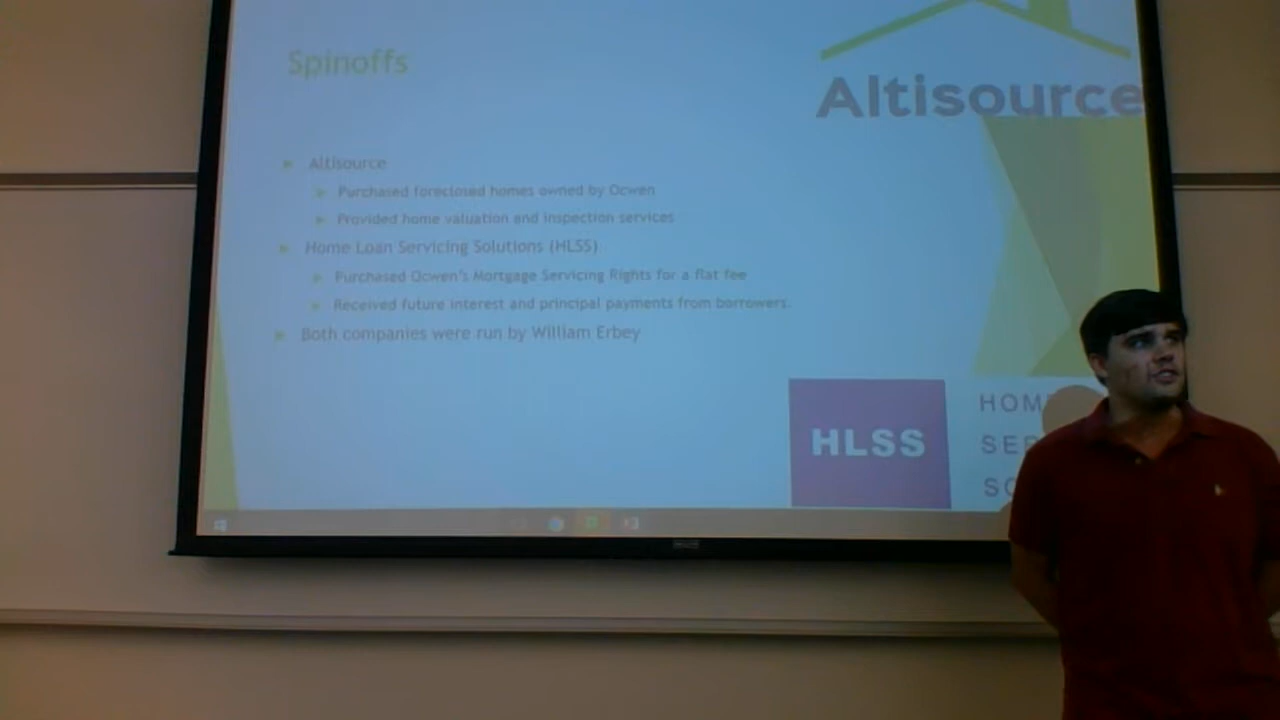 Spinoffs
Altisource
Altisource
Purchased foreclosed homes owned by Ocwen
Provided home valuation and inspection services
Home Loan Servicing Solutions (HLSS)
Purchased Ocwen's Mortgage Servicing Rights for a flat fee
Received future interest and principal payments from borrowers.
Both companies were run by William Erbey
HLSS